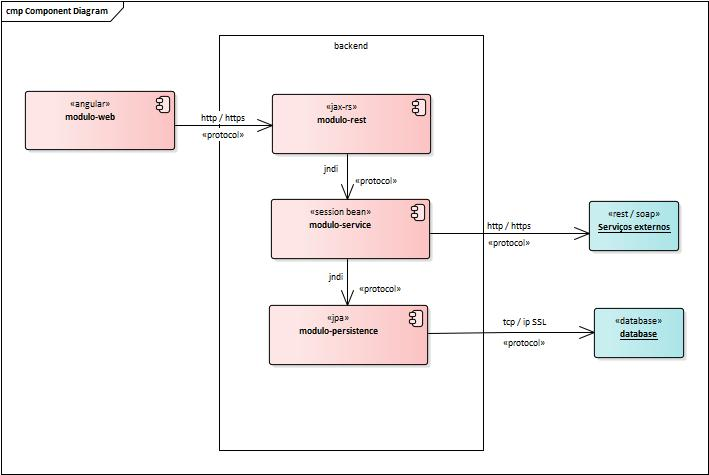 cmp Component Diagram
backend
«angular»
modulo-web
http / https
«protocol»
«jax-rs»
modulo-rest
jndi
«protocol»
«session bean»
modulo-service
http / https
«protocol»
«rest / soap»
Serviços externos
jndi
«protocol»
«jpa»
modulo-persistence
tcp / ip SSL
«protocol»
«database»
database